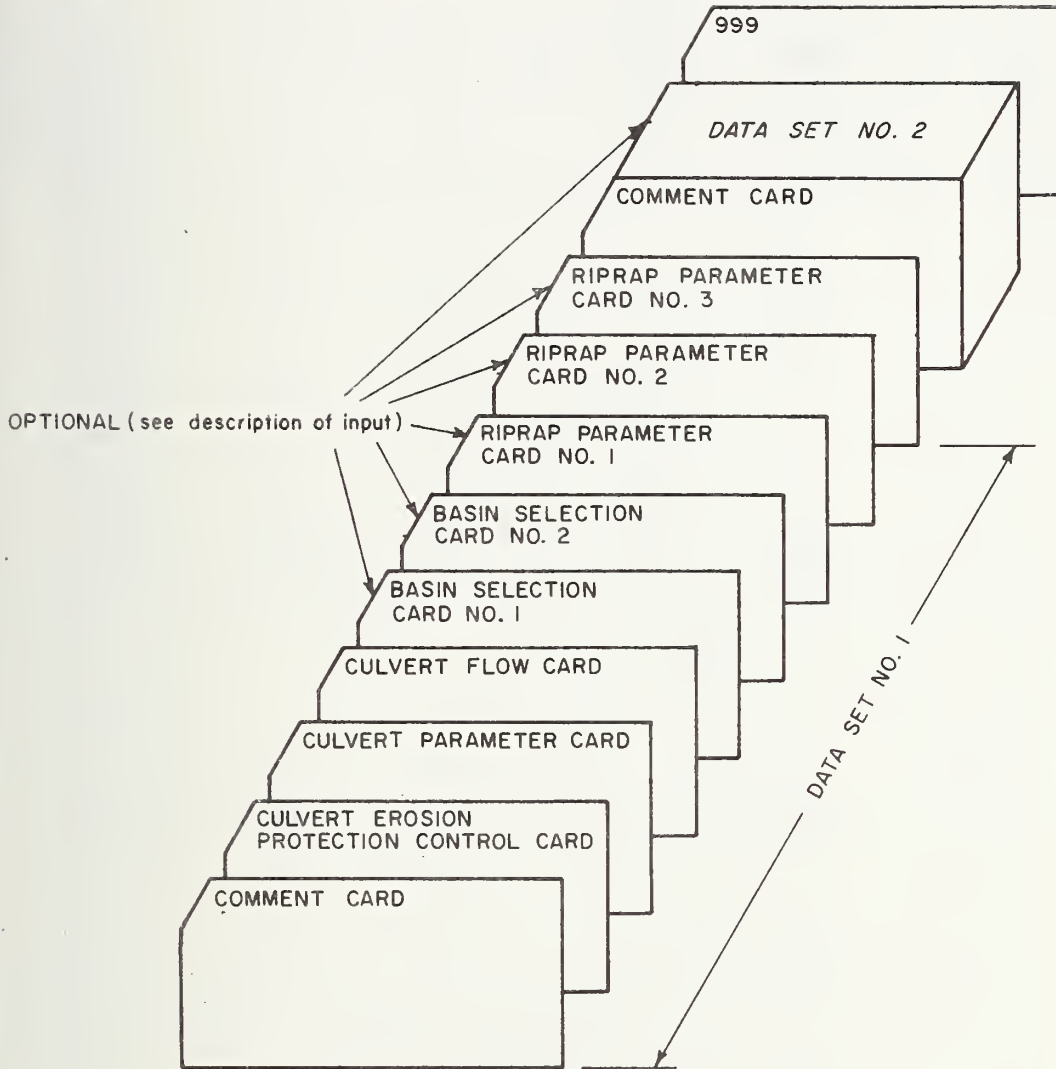 999
DATA SET NO. 2
COMMENT CARD
RIPRAP PARAMETER
CARD NO. 3
RIPRAP PARAMETER
CARD NO. 2
OPTIONAL (see description of input)
RIPRAP PARAMETER
CARD NO. 1
BASIN SELECTION
CARD NO. 2
BASIN SELECTION
CARD NO. 1
CULVERT FLOW CARD
CULVERT PARAMETER CARD
CULVERT EROSION
PROTECTION CONTROL CARD
COMMENT CARD
DATA SET NO. 1